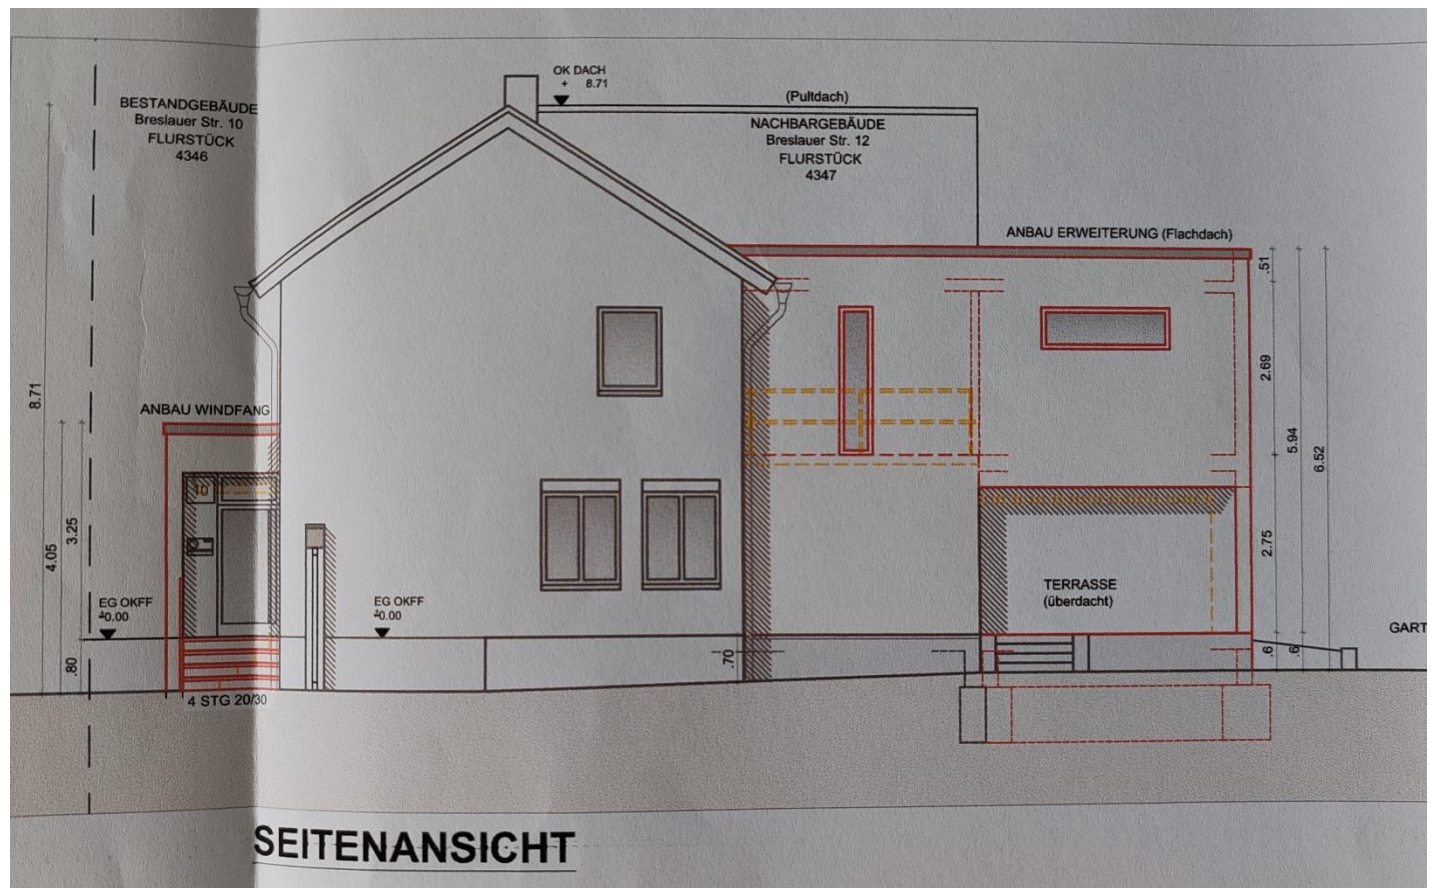 OK DACH
+ 8.71
BESTANDGEBÄUDE
Breslauer Str. 10
FLURSTÜCK
4346
(Pultdach)
NACHBARGEBÄUDE
Breslauer Str. 12
FLURSTÜCK
4347
ANBAU ERWEITERUNG (Flachdach)
.51
8.71
2.69
ANBAU WINDFANG
5.94
6.52
10
4.05
3.25
2.75
TERRASSE
(überdacht)
EG OKFF
±0.00
EG OKFF
±0.00
GART
.80
.70
.6
.6
4 STG 20/30
SEITENANSICHT